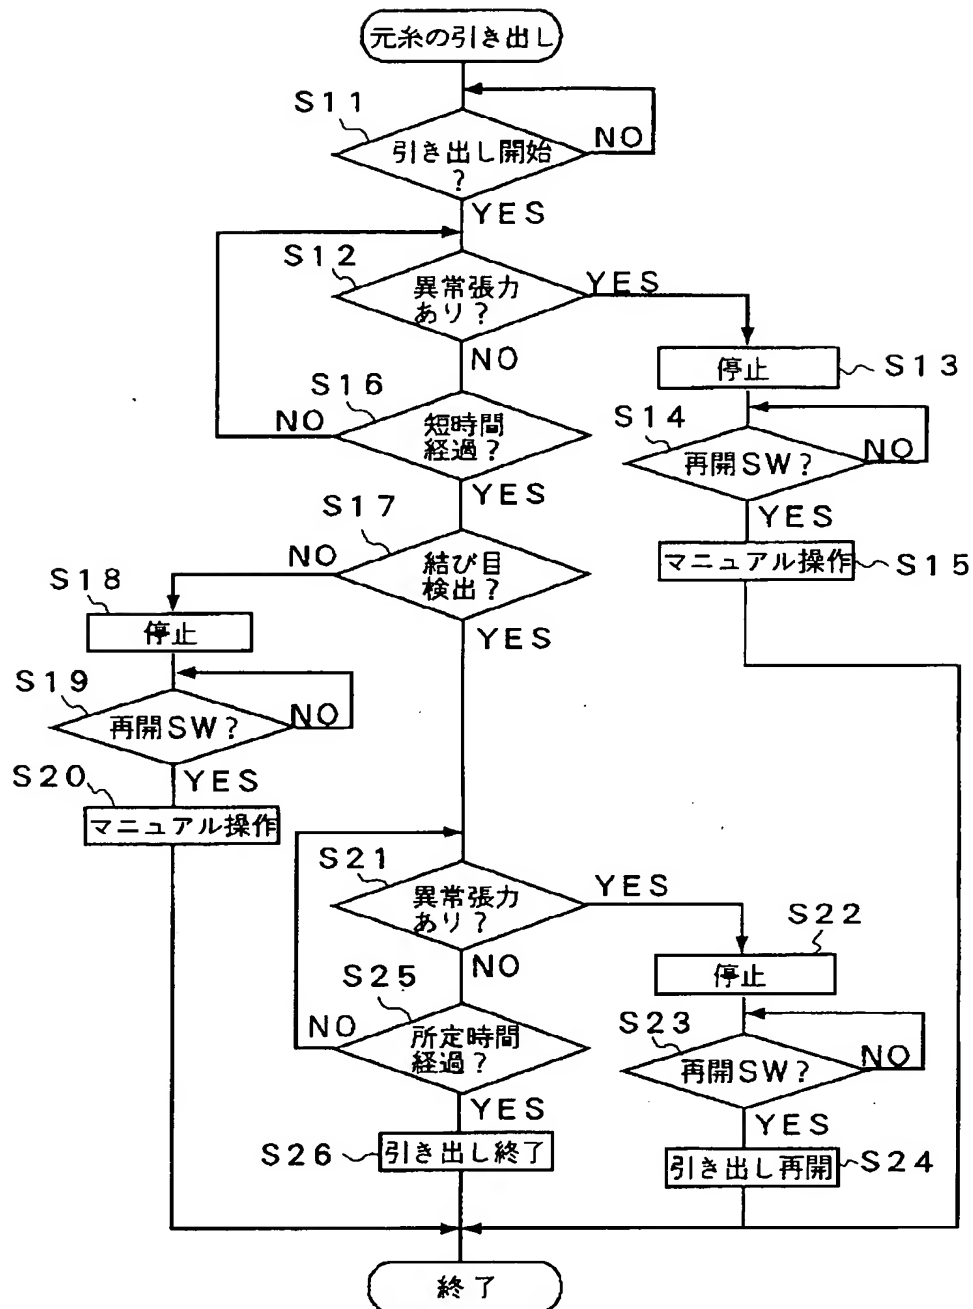 元糸の引き出し
S11
引き出し開始
?
NO
YES
S12
異常張力
あり?
YES
NO
停止
S13
S16
短時間
経過?
NO
YES
S14
再開SW?
NO
YES
マニュアル操作
S15
S17
結び目
検出?
NO
YES
S18
停止
S19
再開SW?
NO
YES
S20
マニュアル操作
S21
異常張力
あり?
YES
NO
S22
停止
S25
所定時間
経過?
NO
YES
S23
再開SW?
NO
YES
S26
引き出し終了
引き出し再開
S24
終了